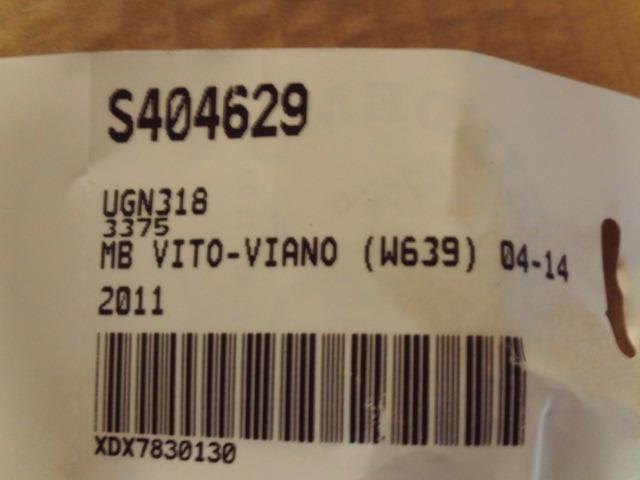 S404629
UGN318
3375
MB VITO-VIANO (W639) 04-14
2011
XDX7830130